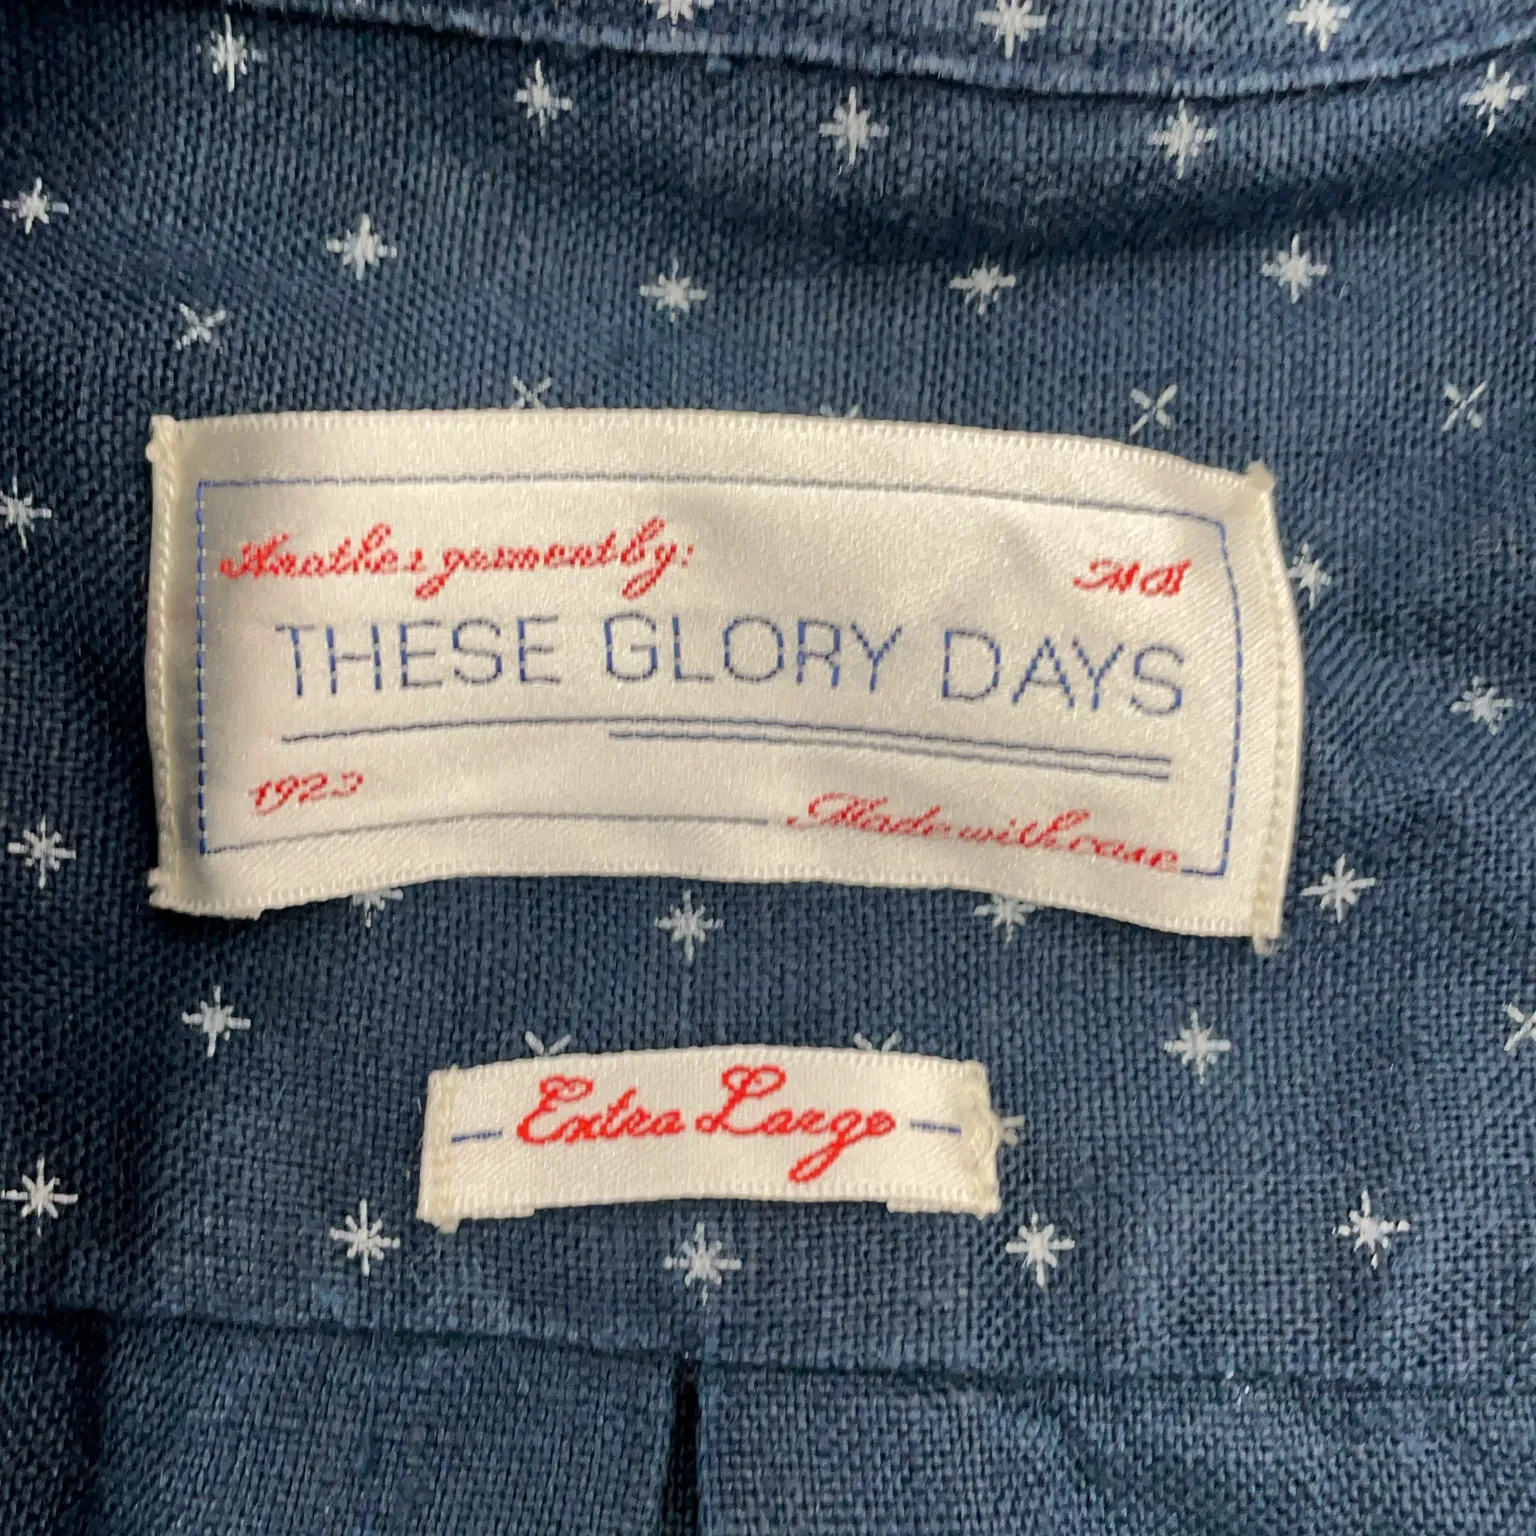 Another garment by:
THESE GLORY DAYS
1923
Made with care
Extra Large